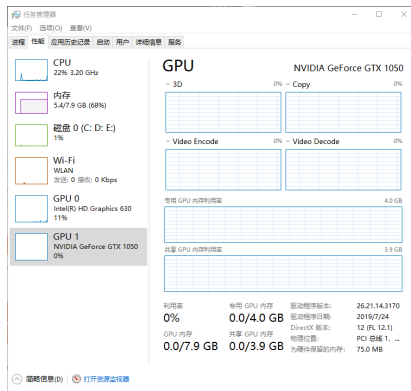 任务管理器
文件(F) 选项(O) 查看(V)
进程 性能 应用历史记录 启动 用户 详细信息 服务
CPU
22% 3.20 GHz
内存
5.4/7.9 GB (68%)
磁盘 0 (C: D: E:)
1%
Wi-Fi
WLAN
发送: 0 接收: 0 Kbps
GPU 0
Intel(R) HD Graphics 630
11%
GPU 1
NVIDIA GeForce GTX 1050
0%
GPU NVIDIA GeForce GTX 1050
3D 0% Copy 0%
Video Encode 0% Video Decode 0%
专用 GPU 内存利用率 4.0 GB
共享 GPU 内存利用率 3.9 GB
利用率
0%
专用 GPU 内存
0.0/4.0 GB
GPU 内存
0.0/7.9 GB
共享 GPU 内存
0.0/3.9 GB
驱动程序版本: 26.21.14.3170
驱动程序日期: 2019/7/24
DirectX 版本: 12 (FL 12.1)
物理位置: PCI 总线 1, ...
为硬件保留的内存: 75.0 MB
简略信息(D) 打开资源监视器